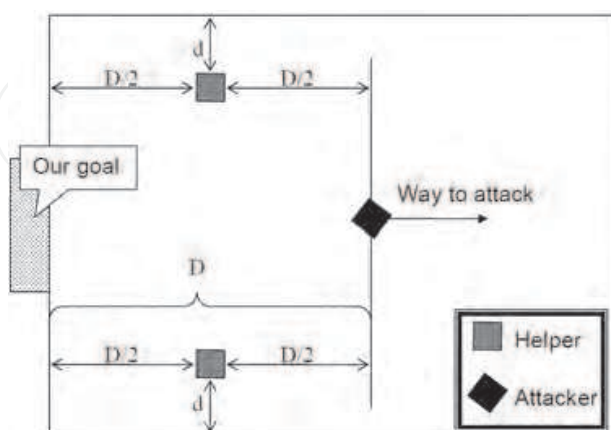 d
D/2 D/2
Our goal
Way to attack
D
D/2 D/2
d
Helper
Attacker